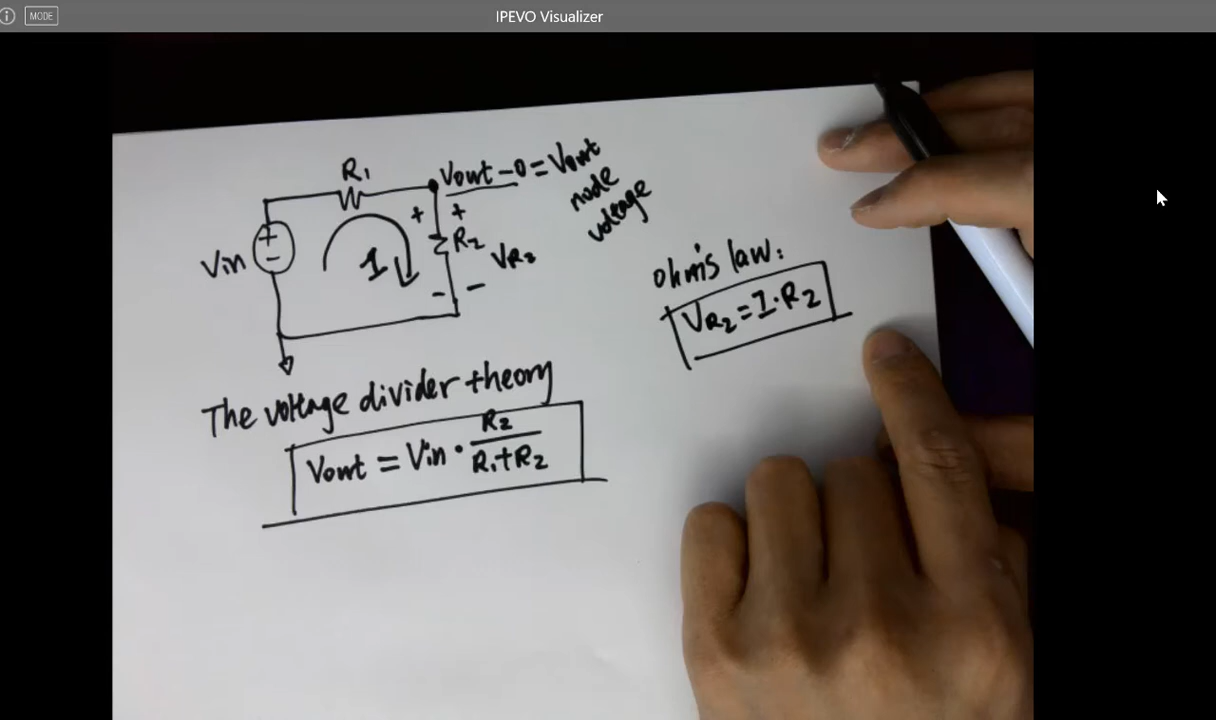 MODE
IPEVO Visualizer
R1
Vout - 0 = Vout
node
voltage
+
+
+
-
Vin
I
R2
VR2
-
-
ohm's law:
VR2 = I · R2
The voltage divider theory
Vout = Vin · R2 / R1+R2